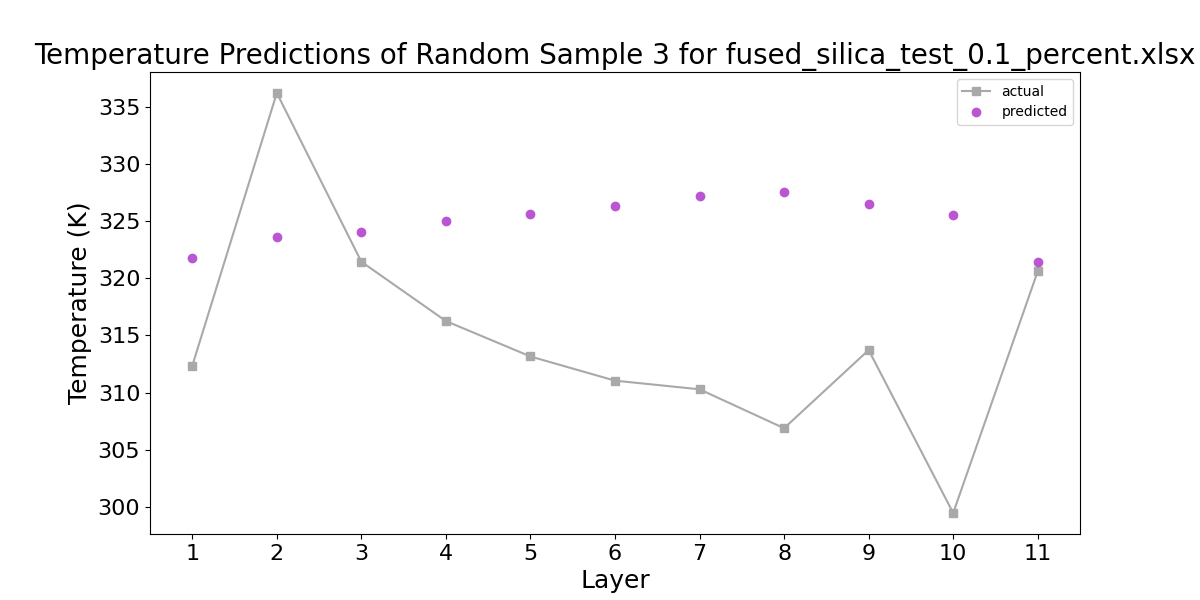 Temperature Predictions of Random Sample 3 for fused_silica_test_0.1_percent.xlsx
actual
predicted
335
330
325
320
315
310
305
300
Temperature (K)
1 2 3 4 5 6 7 8 9 10 11
Layer